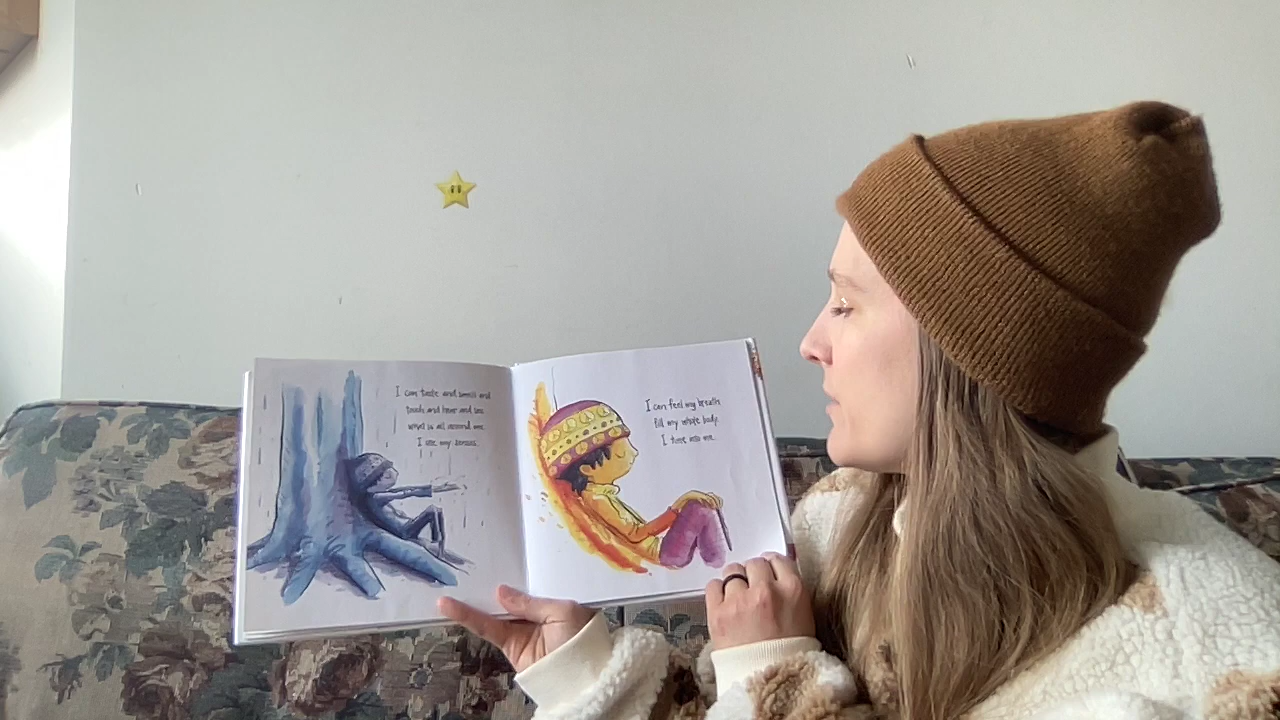 I can taste and smell and
touch and hear and see
what is all around me.
I use my senses.
I can feel my breath
fill my whole body.
I tune into me.